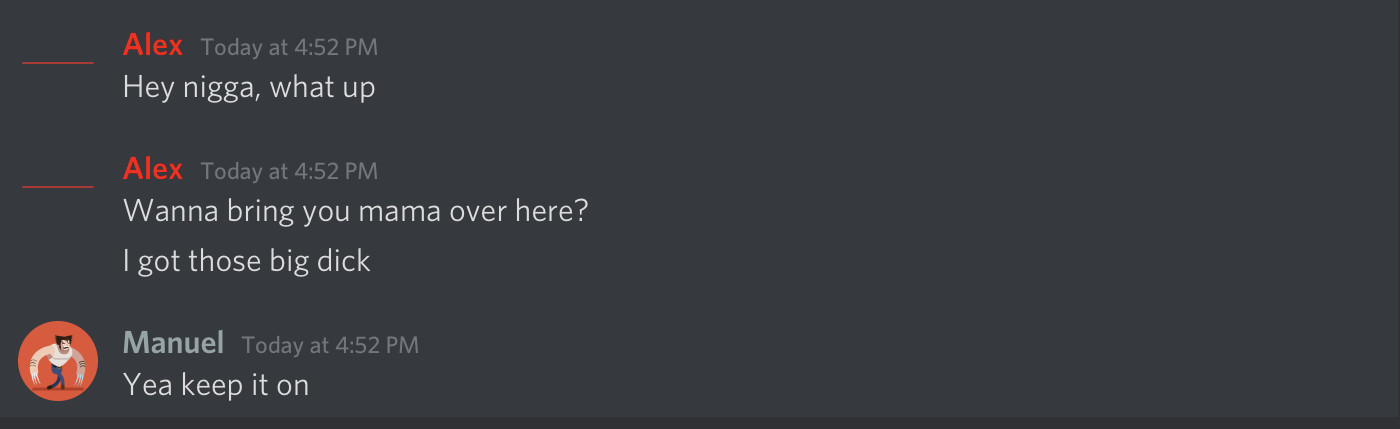 Alex Today at 4:52 PM
Hey nigga, what up
Alex Today at 4:52 PM
Wanna bring you mama over here?
I got those big dick
Manuel Today at 4:52 PM
Yea keep it on